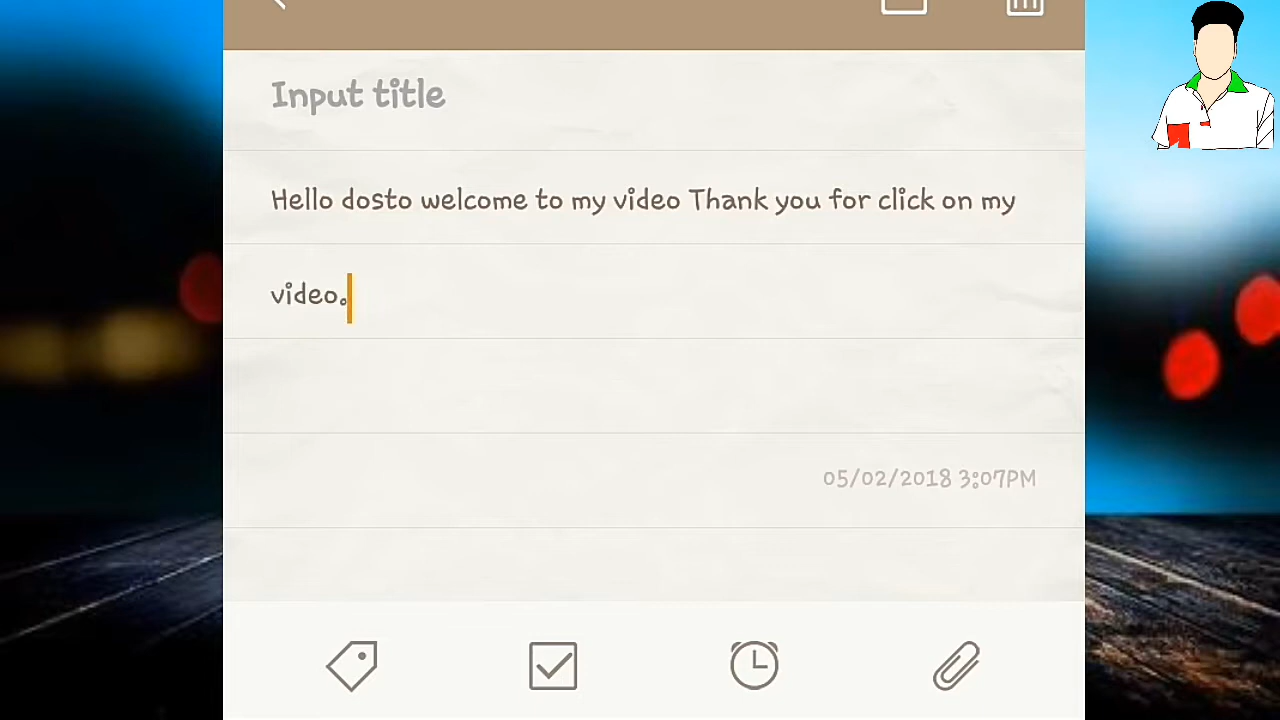 Input title
Hello dosto welcome to my video Thank you for click on my
video.
05/02/2018 3:07PM